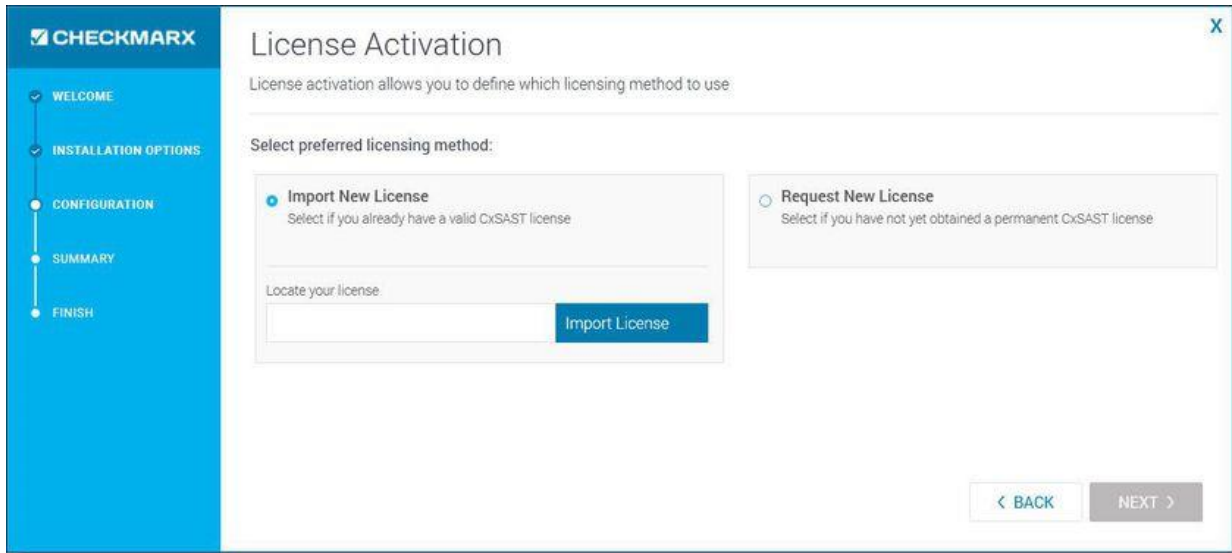 CHECKMARX
WELCOME
INSTALLATION OPTIONS
CONFIGURATION
SUMMARY
FINISH
X
License Activation
License activation allows you to define which licensing method to use
Select preferred licensing method:
Import New License
Select if you already have a valid CxSAST license
Locate your license
Import License
Request New License
Select if you have not yet obtained a permanent CxSAST license
< BACK
NEXT >